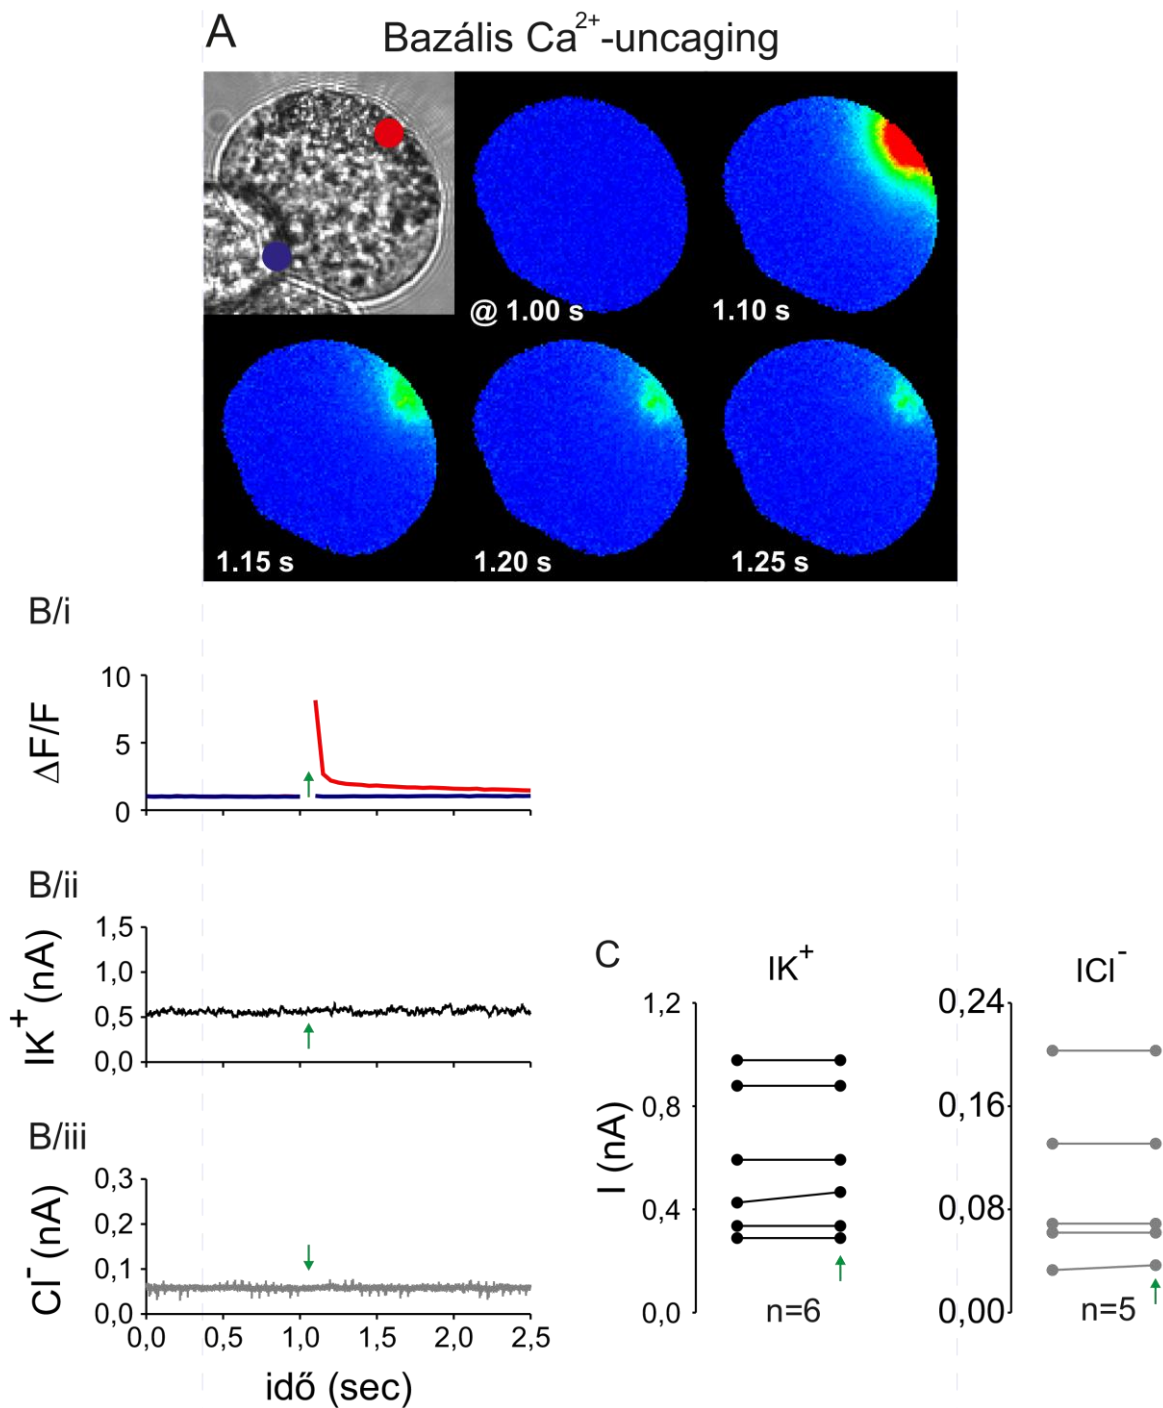 A
Bazális Ca²⁺-uncaging
@ 1.00 s
1.10 s
1.15 s
1.20 s
1.25 s
B/i
ΔF/F
10
5
0
B/ii
IK⁺ (nA)
1,5
1,0
0,5
0,0
B/iii
Cl⁻ (nA)
0,3
0,2
0,1
0,0
0,0 0,5 1,0 1,5 2,0 2,5
idő (sec)
C
IK⁺
I (nA)
1,2
0,8
0,4
0,0
n=6
ICl⁻
0,24
0,16
0,08
0,00
n=5